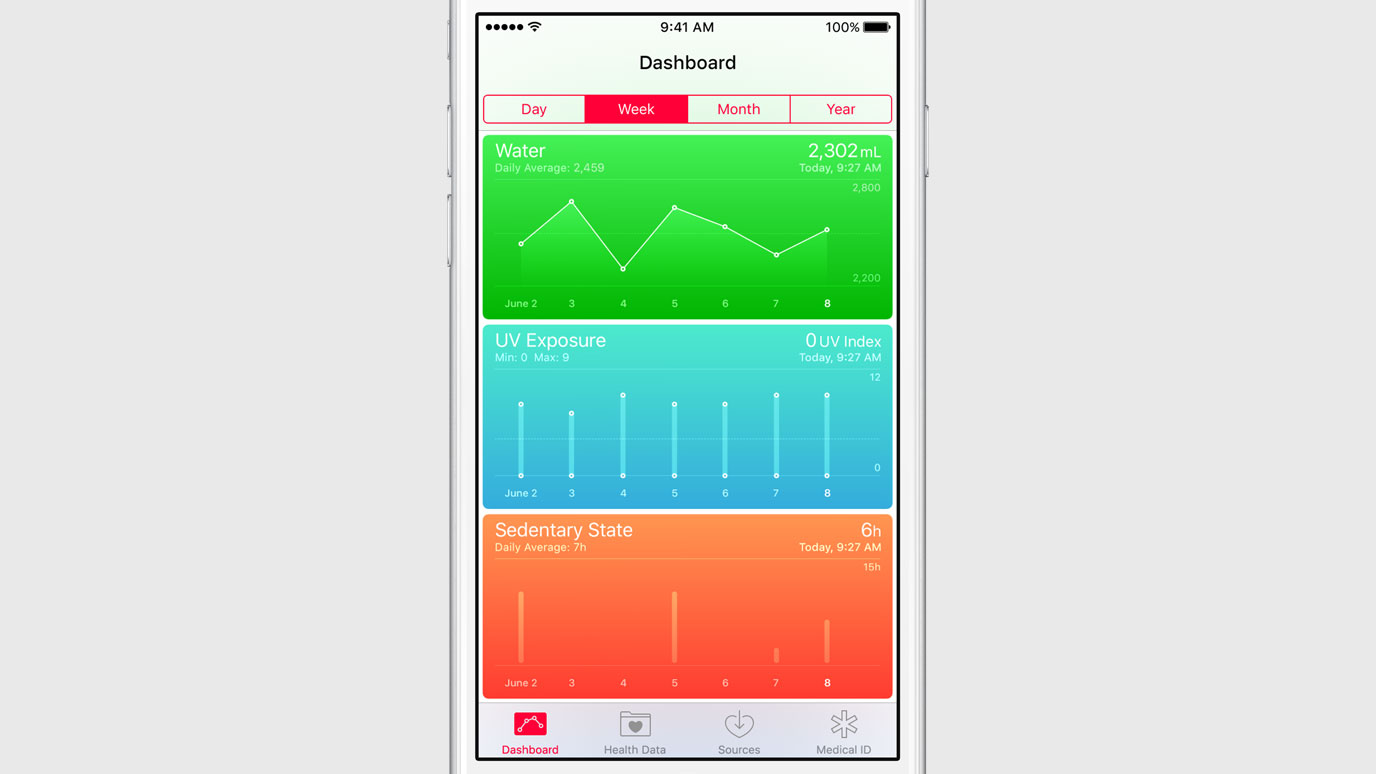 9:41 AM 100%
Dashboard
Day Week Month Year
Water 2,302 mL
Daily Average: 2,459 Today, 9:27 AM
2,800
2,200
June 2 3 4 5 6 7 8
UV Exposure 0 UV Index
Min: 0 Max: 9 Today, 9:27 AM
12
0
June 2 3 4 5 6 7 8
Sedentary State 6h
Daily Average: 7h Today, 9:27 AM
15h
June 2 3 4 5 6 7 8
Dashboard Health Data Sources Medical ID